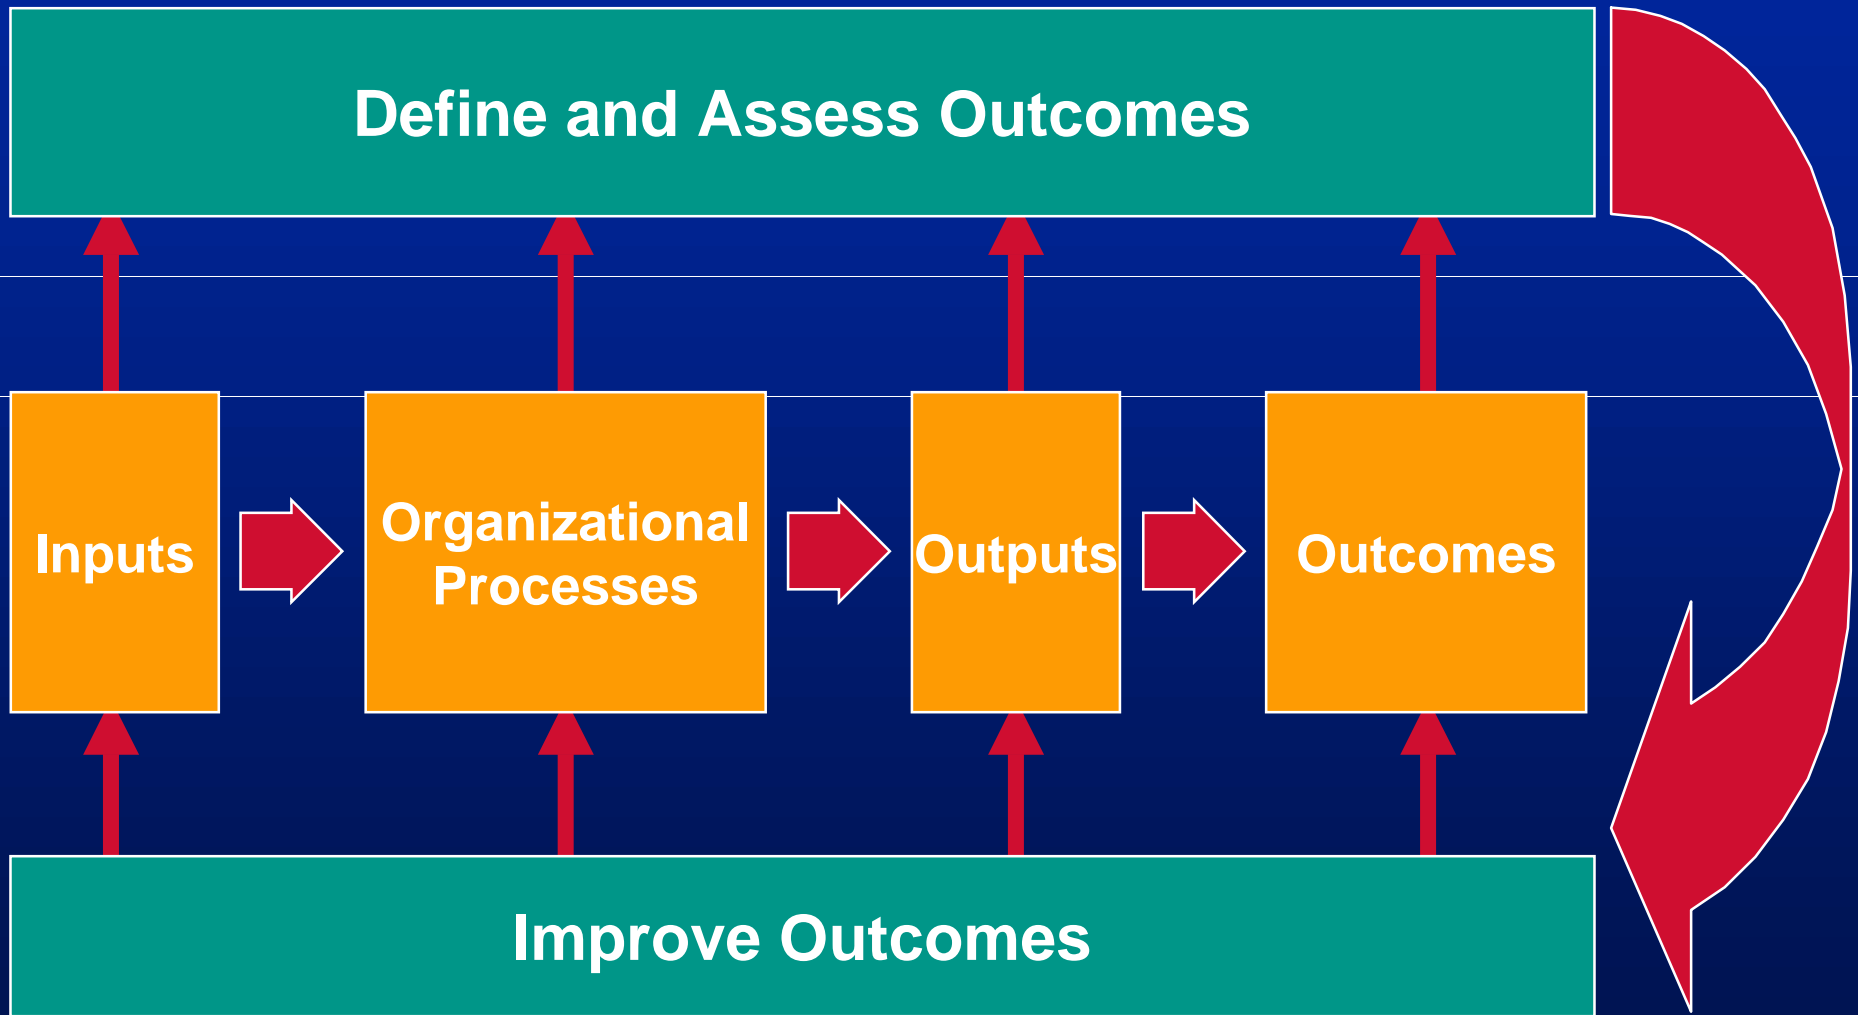 Define and Assess Outcomes
Inputs
Organizational
Processes
Outputs
Outcomes
Improve Outcomes